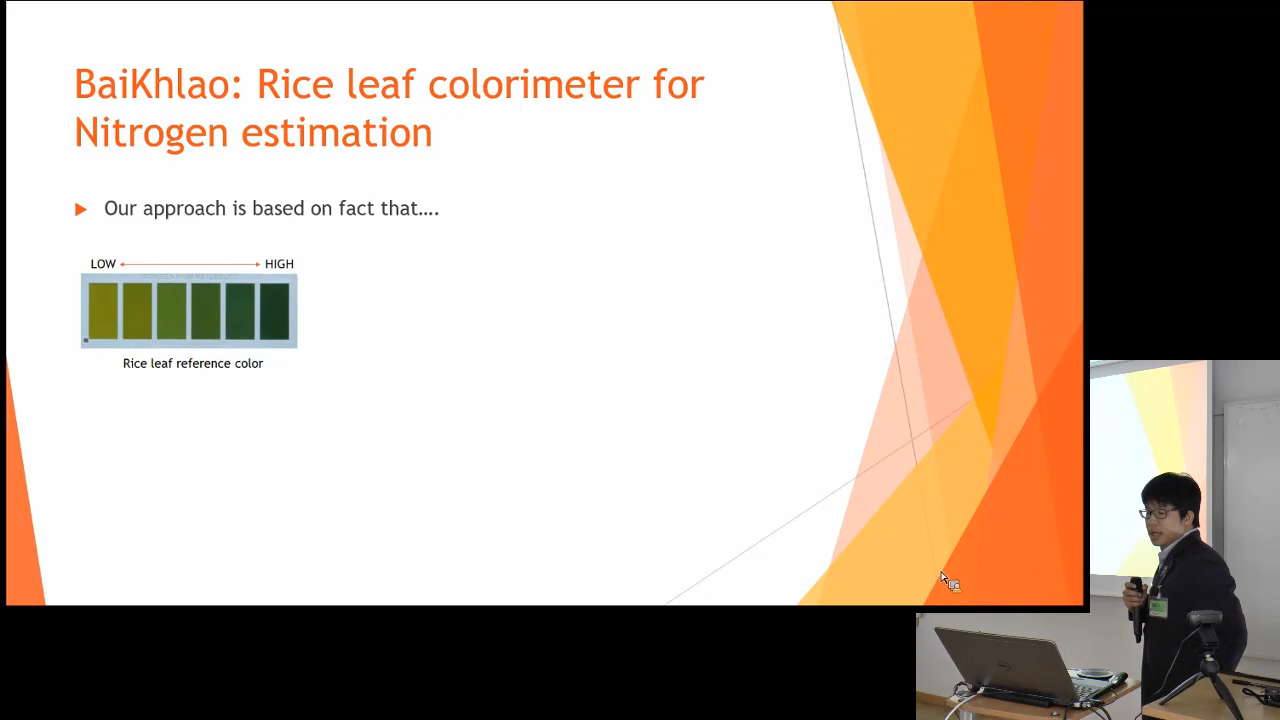 BaiKhlao: Rice leaf colorimeter for
Nitrogen estimation
Our approach is based on fact that....
LOW
HIGH
Rice leaf reference color